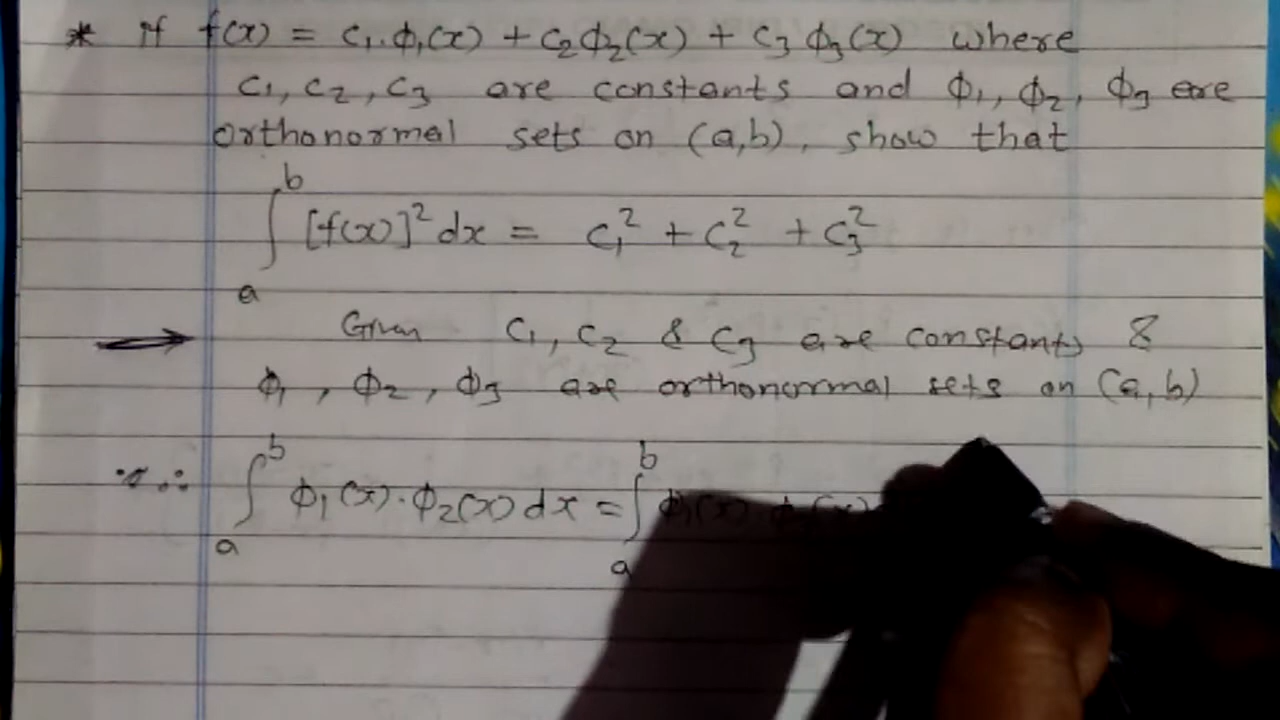 * If f(x) = c₁.ϕ₁(x) + c₂ϕ₂(x) + c₃ ϕ₃(x) where
c₁, c₂, c₃ are constants and ϕ₁, ϕ₂, ϕ₃ are
orthonormal sets on (a,b), show that
∫ₐᵇ [f(x)]² dx = c₁² + c₂² + c₃²
→ Given c₁, c₂ & c₃ are constants &
ϕ₁, ϕ₂, ϕ₃ are orthonormal sets on (a,b)
∴ ∫ₐᵇ ϕ₁(x).ϕ₂(x) dx = ∫ₐᵇ